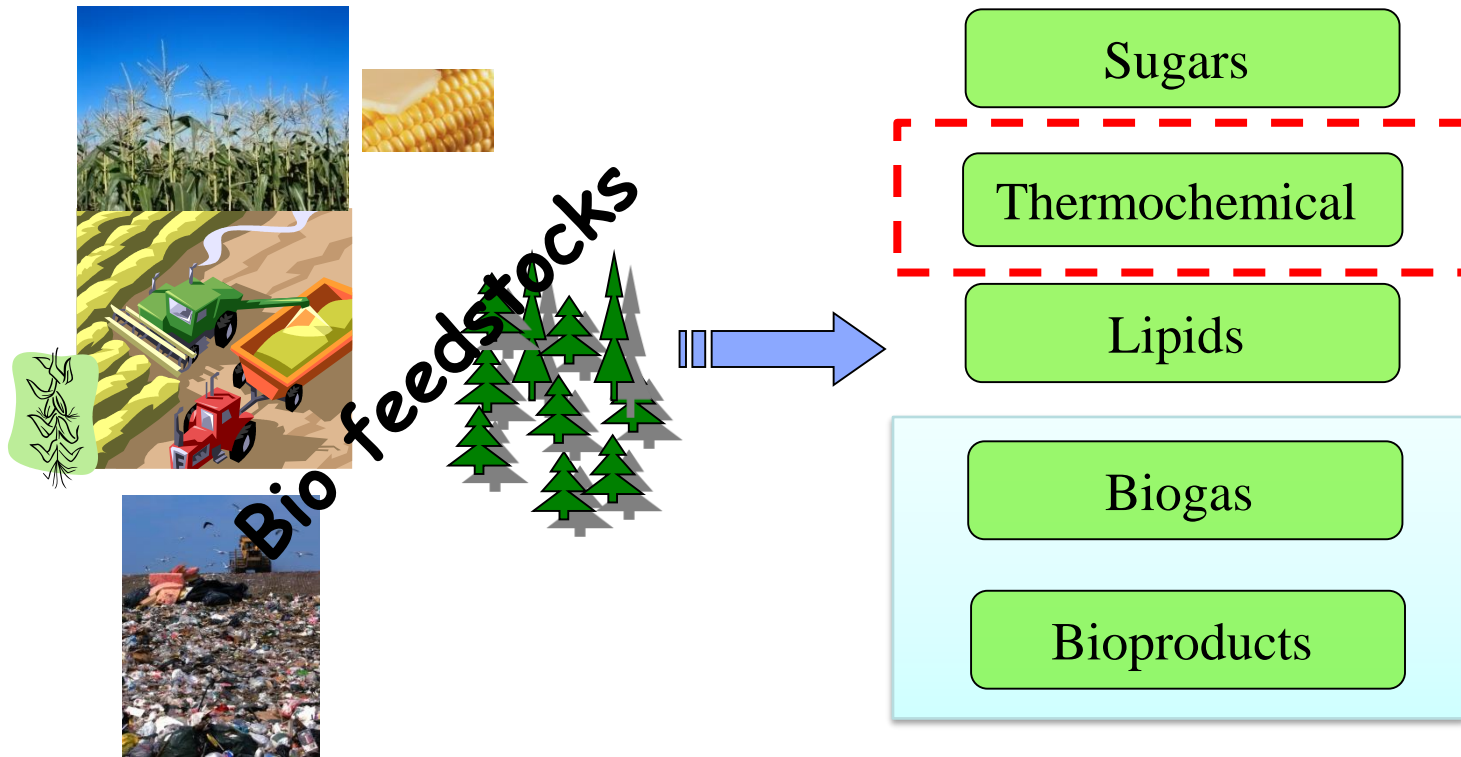 Bio feedstocks
Sugars
Thermochemical
Lipids
Biogas
Bioproducts